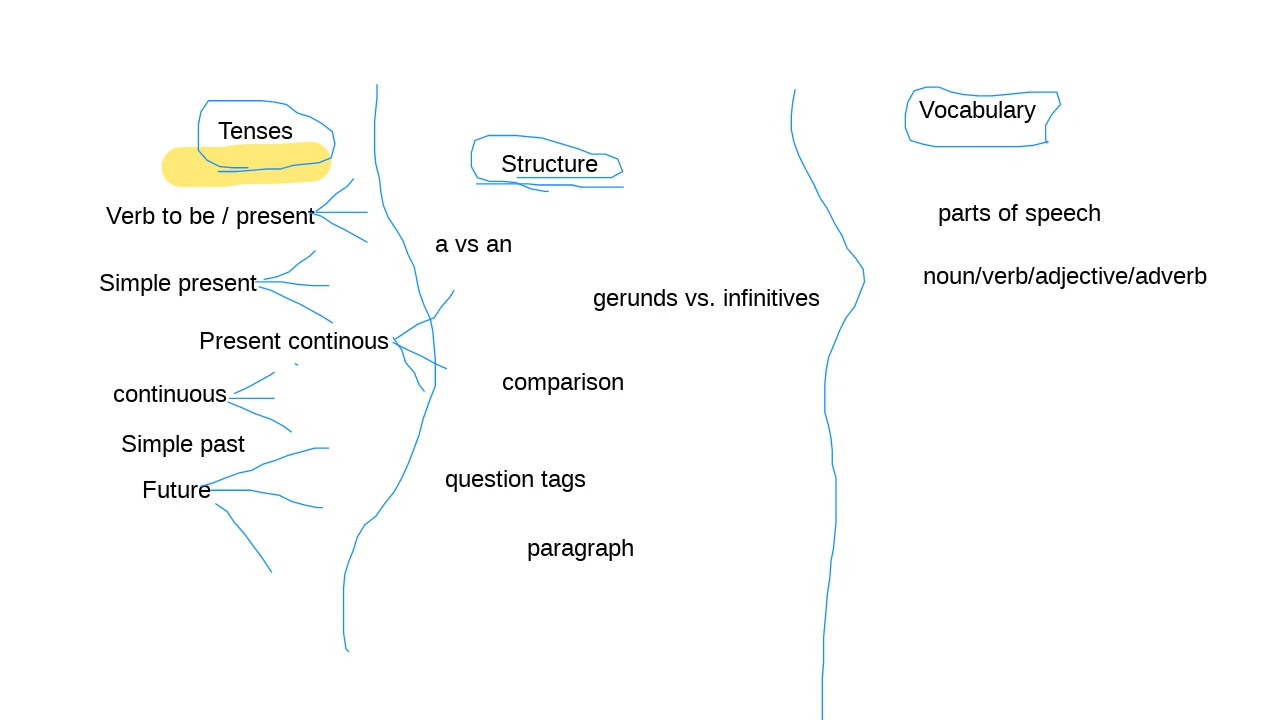 Tenses
Verb to be / present
Simple present
Present continous
continuous
Simple past
Future
Structure
a vs an
gerunds vs. infinitives
comparison
question tags
paragraph
Vocabulary
parts of speech
noun/verb/adjective/adverb